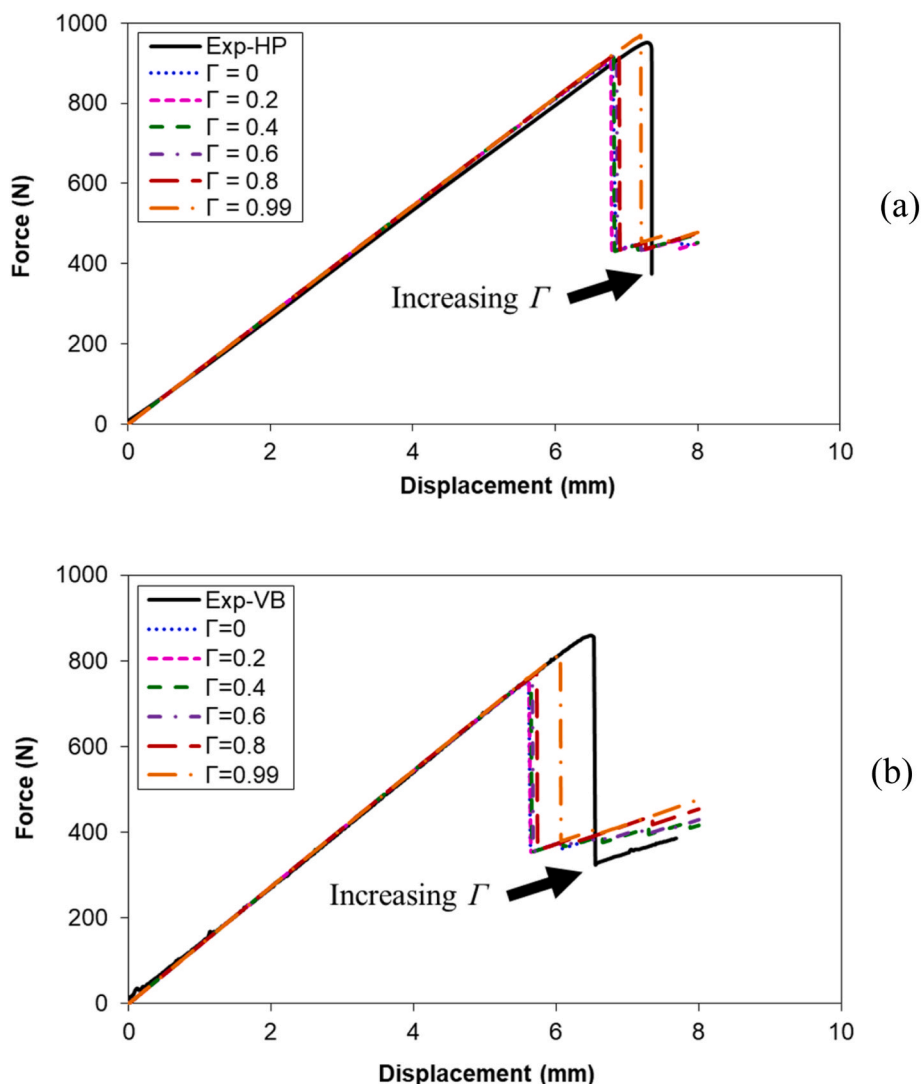 1000
Exp-HP
Γ = 0
Γ = 0.2
Γ = 0.4
Γ = 0.6
Γ = 0.8
Γ = 0.99
800
600
400
200
0
Force (N)
(a)
Increasing Γ
0 2 4 6 8 10
Displacement (mm)
1000
Exp-VB
Γ=0
Γ=0.2
Γ=0.4
Γ=0.6
Γ=0.8
Γ=0.99
800
600
400
200
0
Force (N)
(b)
Increasing Γ
0 2 4 6 8 10
Displacement (mm)